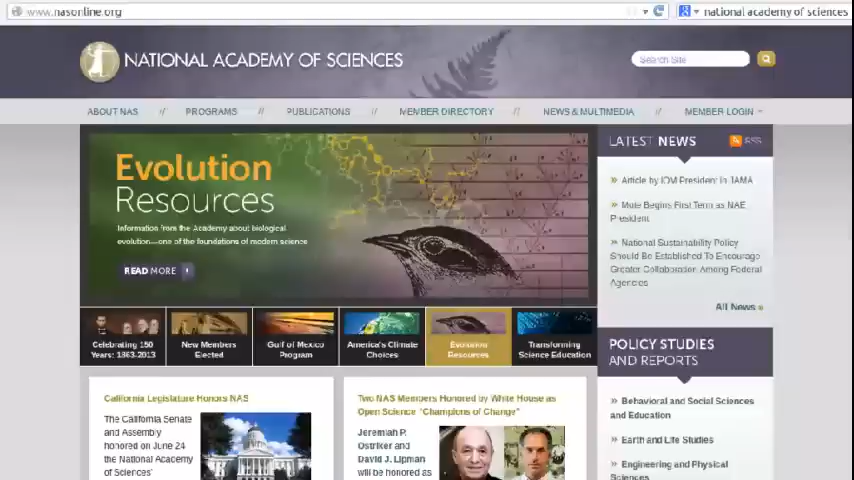 www.nasonline.org
national academy of sciences
NATIONAL ACADEMY OF SCIENCES
Search Site
ABOUT NAS // PROGRAMS // PUBLICATIONS // MEMBER DIRECTORY // NEWS & MULTIMEDIA // MEMBER LOGIN
Evolution
Resources
Information from the Academy about biological
evolution—one of the foundations of modern science
READ MORE
LATEST NEWS
RSS
» Article by IOM President in JAMA
» Mote Begins First Term as NAE
President
» National Sustainability Policy
Should Be Established To Encourage
Greater Collaboration Among Federal
Agencies
All News »
Celebrating 150
Years: 1863-2013
New Members
Elected
Gulf of Mexico
Program
America's Climate
Choices
Evolution
Resources
Transforming
Science Education
POLICY STUDIES
AND REPORTS
» Behavioral and Social Sciences
and Education
» Earth and Life Studies
» Engineering and Physical
Sciences
California Legislature Honors NAS
The California Senate
and Assembly
honored on June 24
the National Academy
of Sciences'
Two NAS Members Honored by White House as
Open Science "Champions of Change"
Jeremiah P.
Ostriker and
David J. Lipman
will be honored as